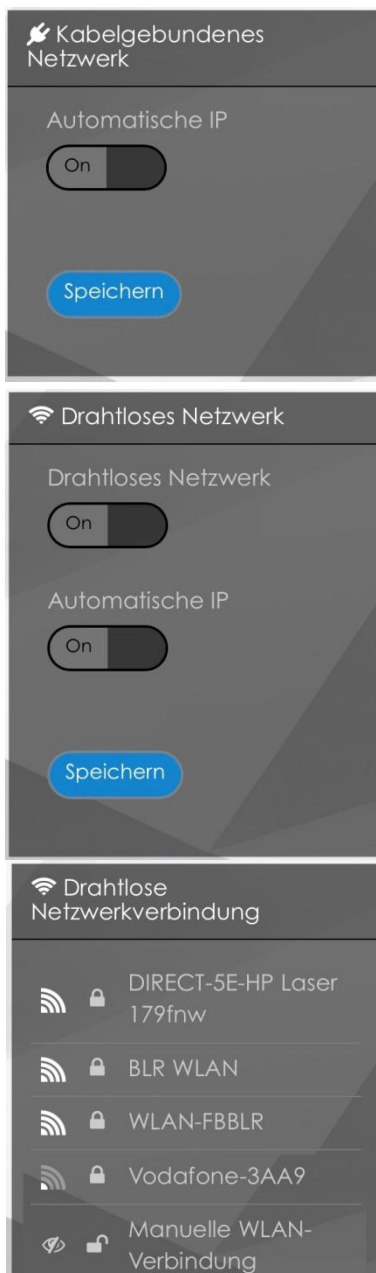 Kabelgebundenes
Netzwerk
Automatische IP
On
Speichern
Drahtloses Netzwerk
Drahtloses Netzwerk
On
Automatische IP
On
Speichern
Drahtlose
Netzwerkverbindung
DIRECT-5E-HP Laser
179fnw
BLR WLAN
WLAN-FBBLR
Vodafone-3AA9
Manuelle WLAN-
Verbindung